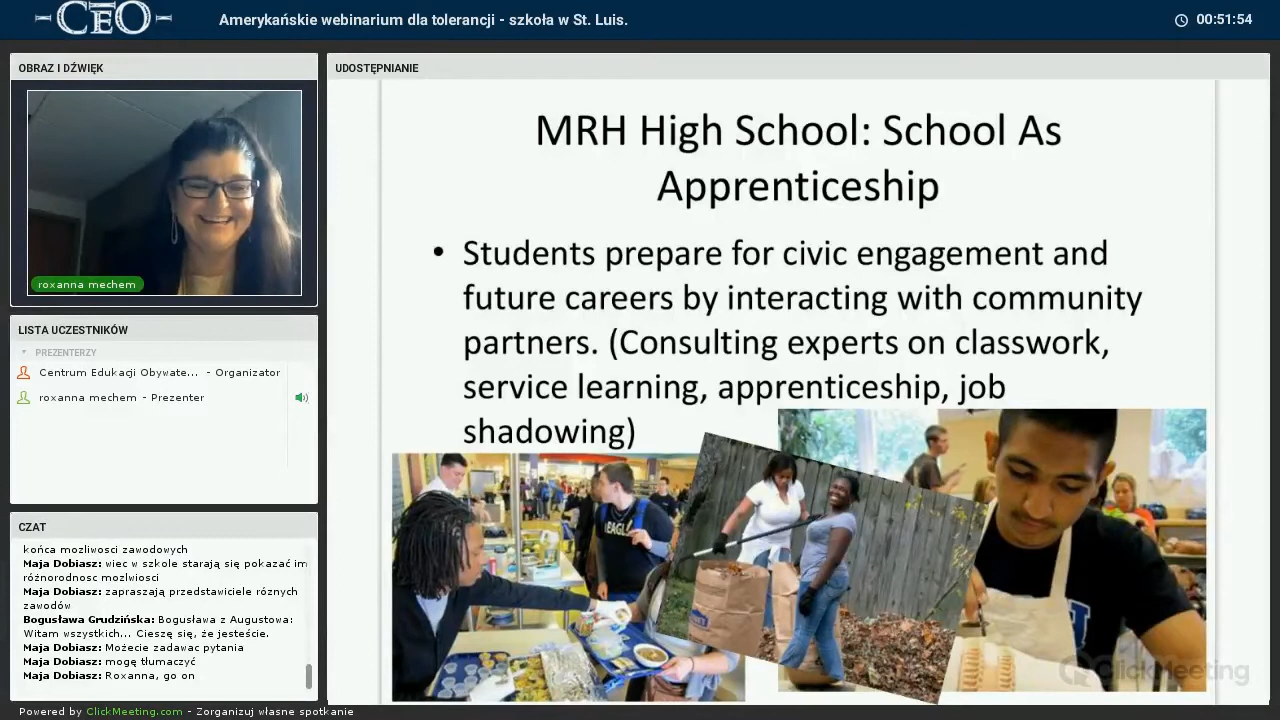 CEO
Amerykańskie webinarium dla tolerancji - szkoła w St. Luis.
00:51:54
OBRAZ I DŹWIĘK
roxanna mechem
LISTA UCZESTNIKÓW
PREZENTERZY
Centrum Edukacji Obywate... - Organizator
roxanna mechem - Prezenter
CZAT
końca mozliwosci zawodowych
Maja Dobiasz: wiec w szkole starają się pokazać im
różnorodnosc mozlwiosci
Maja Dobiasz: zapraszają przedstawiciele róznych
zawodów
Bogusława Grudzińska: Bogusława z Augustowa:
Witam wszystkich... Cieszę się, że jesteście.
Maja Dobiasz: Możecie zadawac pytania
Maja Dobiasz: mogę tłumaczyć
Maja Dobiasz: Roxanna, go on
UDOSTĘPNIANIE
MRH High School: School As
Apprenticeship
• Students prepare for civic engagement and
future careers by interacting with community
partners. (Consulting experts on classwork,
service learning, apprenticeship, job
shadowing)
ClickMeeting
Powered by ClickMeeting.com - Zorganizuj własne spotkanie